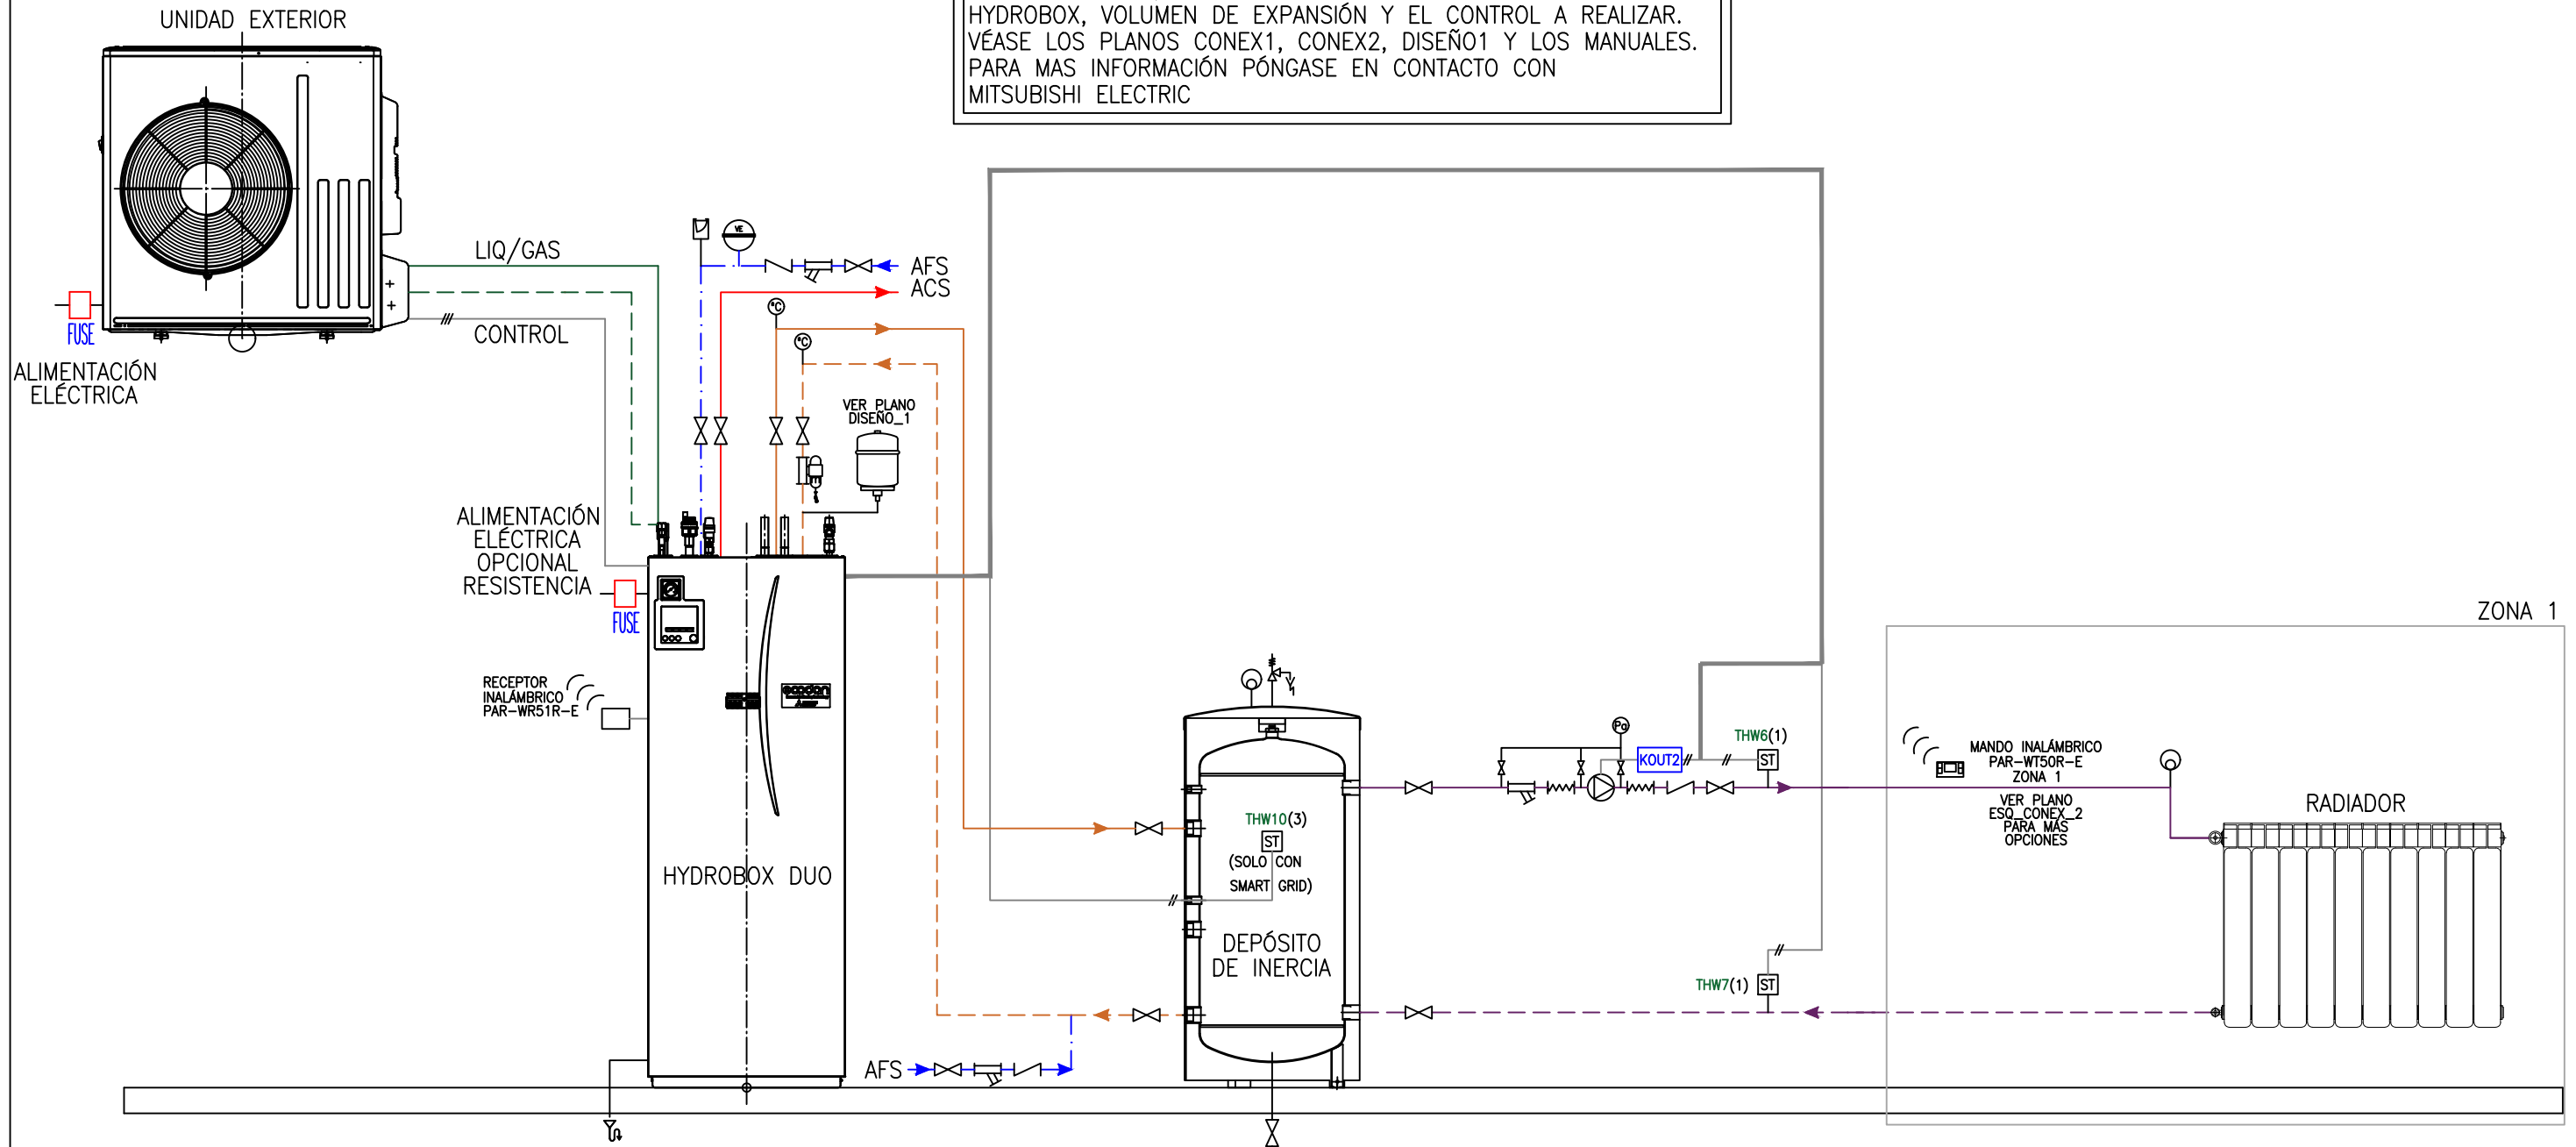 UNIDAD EXTERIOR
HYDROBOX, VOLUMEN DE EXPANSIÓN Y EL CONTROL A REALIZAR.
VÉASE LOS PLANOS CONEX1, CONEX2, DISEÑO1 Y LOS MANUALES.
PARA MAS INFORMACIÓN PÓNGASE EN CONTACTO CON
MITSUBISHI ELECTRIC
LIQ/GAS
CONTROL
FUSE
ALIMENTACIÓN
ELÉCTRICA
VE
AFS
ACS
°C
°C
VER PLANO
DISEÑO_1
ALIMENTACIÓN
ELÉCTRICA
OPCIONAL
RESISTENCIA
FUSE
RECEPTOR
INALÁMBRICO
PAR-WR51R-E
ecodan
HYDROBOX DUO
AFS
THW10(3)
ST
(SOLO CON
SMART GRID)
DEPÓSITO
DE INERCIA
Pa
KOUT2
THW6(1)
ST
THW7(1)
ST
ZONA 1
MANDO INALÁMBRICO
PAR-WT50R-E
ZONA 1
VER PLANO
ESQ_CONEX_2
PARA MÁS
OPCIONES
RADIADOR